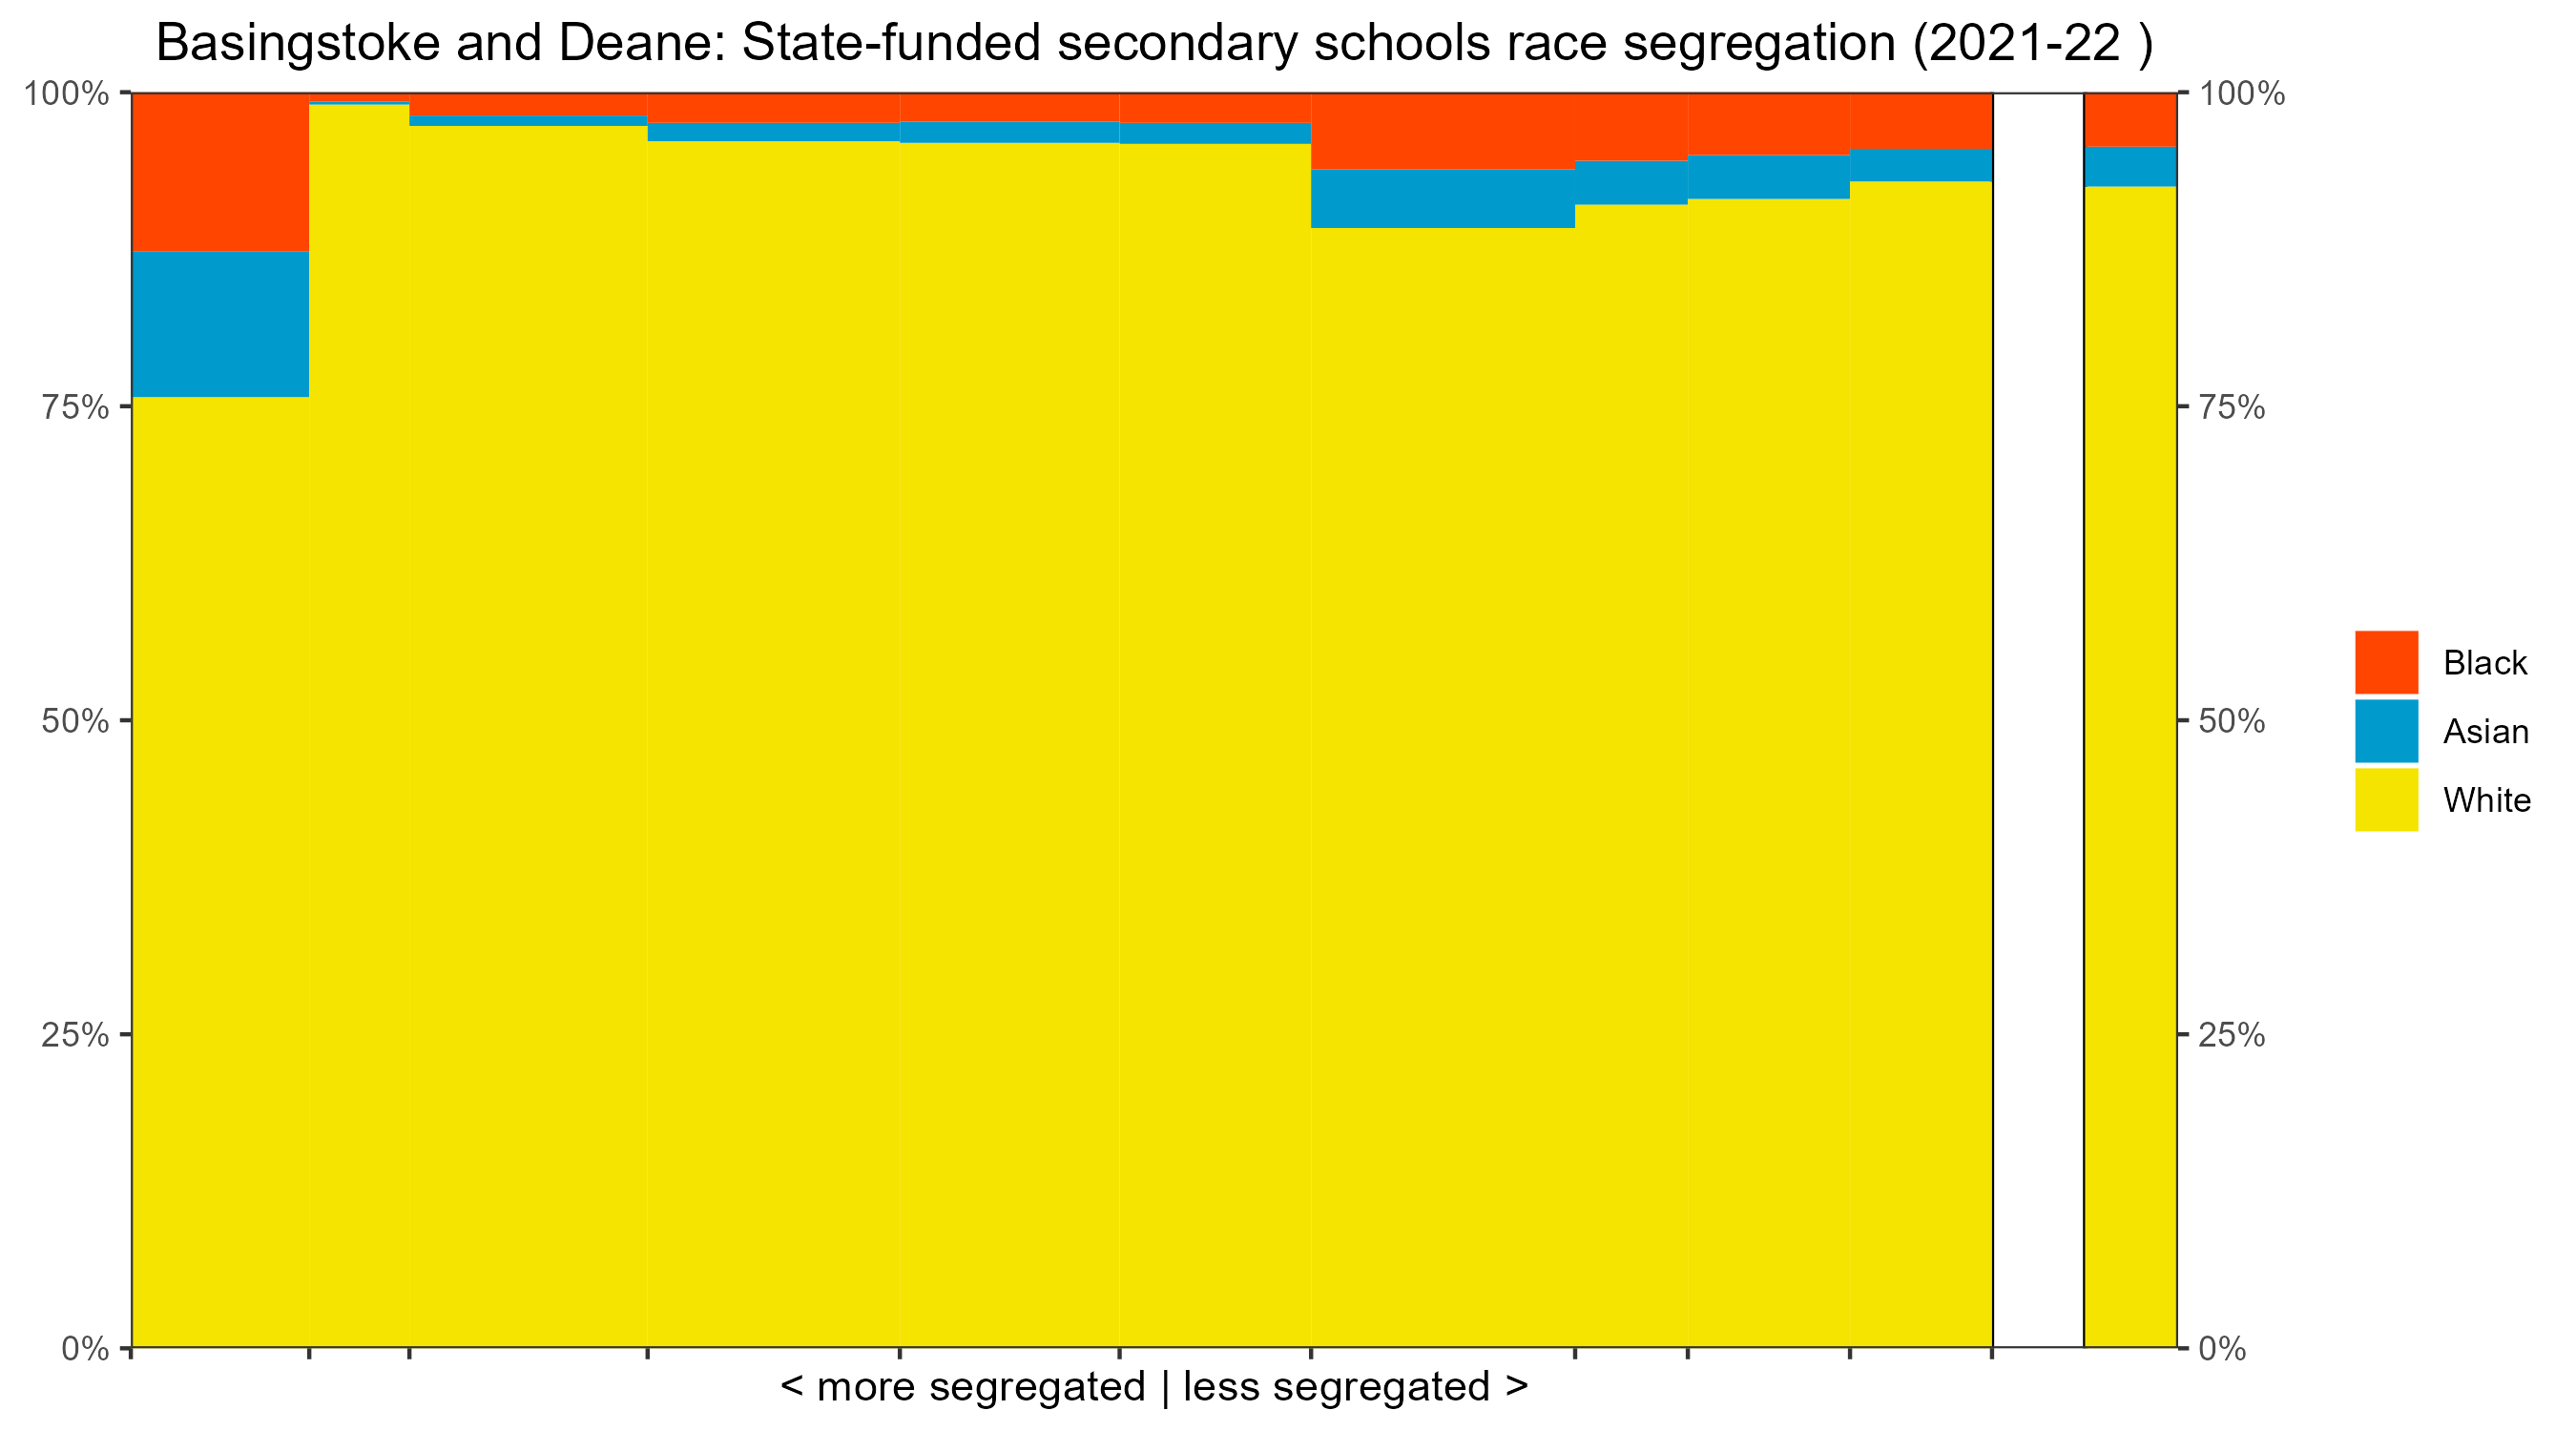 Basingstoke and Deane: State-funded secondary schools race segregation (2021-22 )
100%
75%
50%
25%
0%
100%
75%
50%
25%
0%
Black
Asian
White
< more segregated | less segregated >